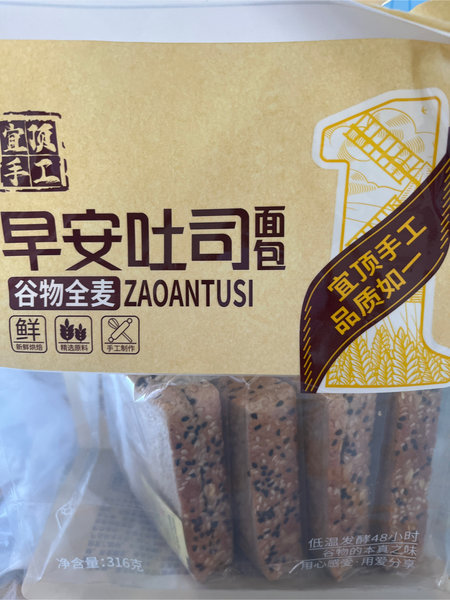 宜顶
手工
早安吐司面包
谷物全麦 ZAOANTUSI
鲜
新鲜烘焙 精选原料 手工制作
宜顶手工
品质如一
低温发酵48小时
谷物的本真之味
用心感受·用爱分享
净含量:316克